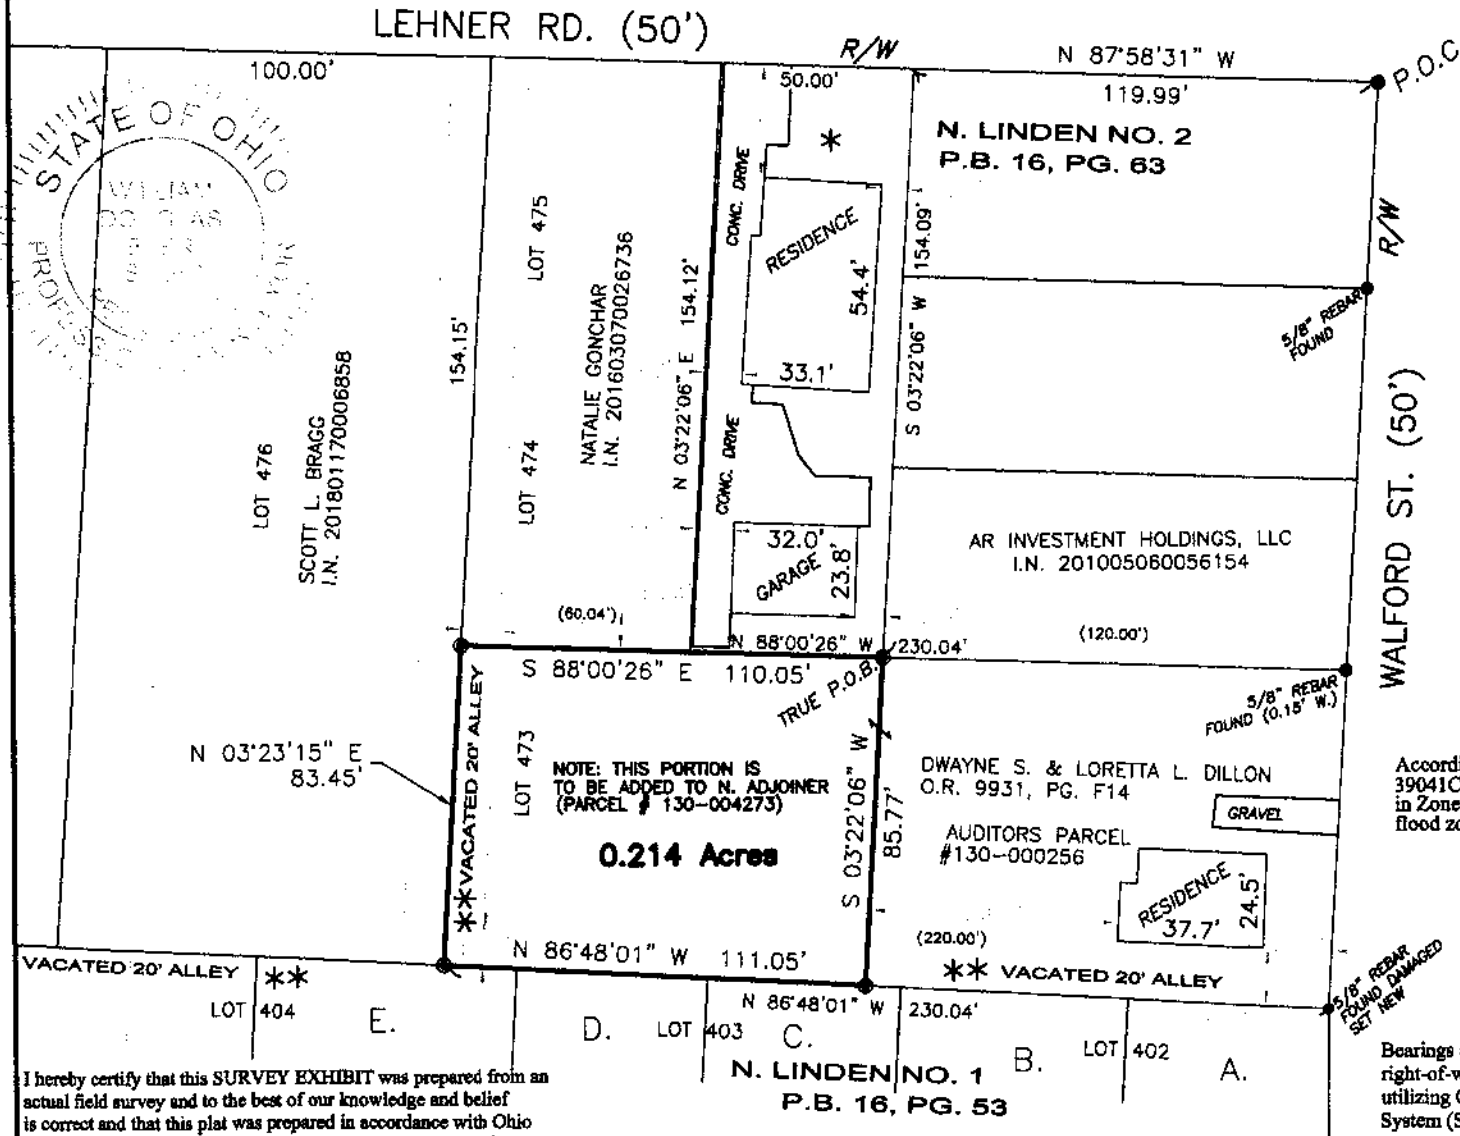 LEHNER RD. (50')
R/W
N 87°58'31" W
P.O.C
100.00'
50.00'
119.99'
N. LINDEN NO. 2
P.B. 16, PG. 63
STATE OF OHIO
*
CONC. DRIVE
RESIDENCE
54.4'
33.1'
154.09'
S 03°22'06" W
R/W
5/8" REBAR
FOUND
WALFORD ST. (50')
LOT 475
NATALIE GONCHAR
I.N. 201603070026736
N 03°22'06" E 154.12'
154.15'
LOT 476
SCOTT L. BRAGG
I.N. 201801170006858
LOT 474
CONC. DRIVE
32.0'
GARAGE
23.8'
AR INVESTMENT HOLDINGS, LLC
I.N. 201005060056154
(60.04')
N 88°00'26" W
230.04'
(120.00')
S 88°00'26" E 110.05'
TRUE P.O.B.
5/8" REBAR
FOUND (0.15' W.)
N 03°23'15" E
83.45'
**VACATED 20' ALLEY
LOT 473
NOTE: THIS PORTION IS
TO BE ADDED TO N. ADJOINER
(PARCEL # 130-004273)
0.214 Acres
S 03°22'06" W
85.77'
DWAYNE S. & LORETTA L. DILLON
O.R. 9931, PG. F14
GRAVEL
AUDITORS PARCEL
#130-000256
RESIDENCE
37.7'
24.5'
39041C
in Zone
N 86°48'01" W 111.05'
(220.00')
** VACATED 20' ALLEY
5/8" REBAR
FOUND DAMAGED
SET NEW
VACATED 20' ALLEY **
LOT 404
E.
D.
LOT 403
N 86°48'01" W 230.04'
C.
B.
LOT 402
A.
N. LINDEN NO. 1
P.B. 16, PG. 53
I hereby certify that this SURVEY EXHIBIT was prepared from an
actual field survey and to the best of our knowledge and belief
is correct and that this plat was prepared in accordance with Ohio
Bearings
right-of-w
utilizing
System (S